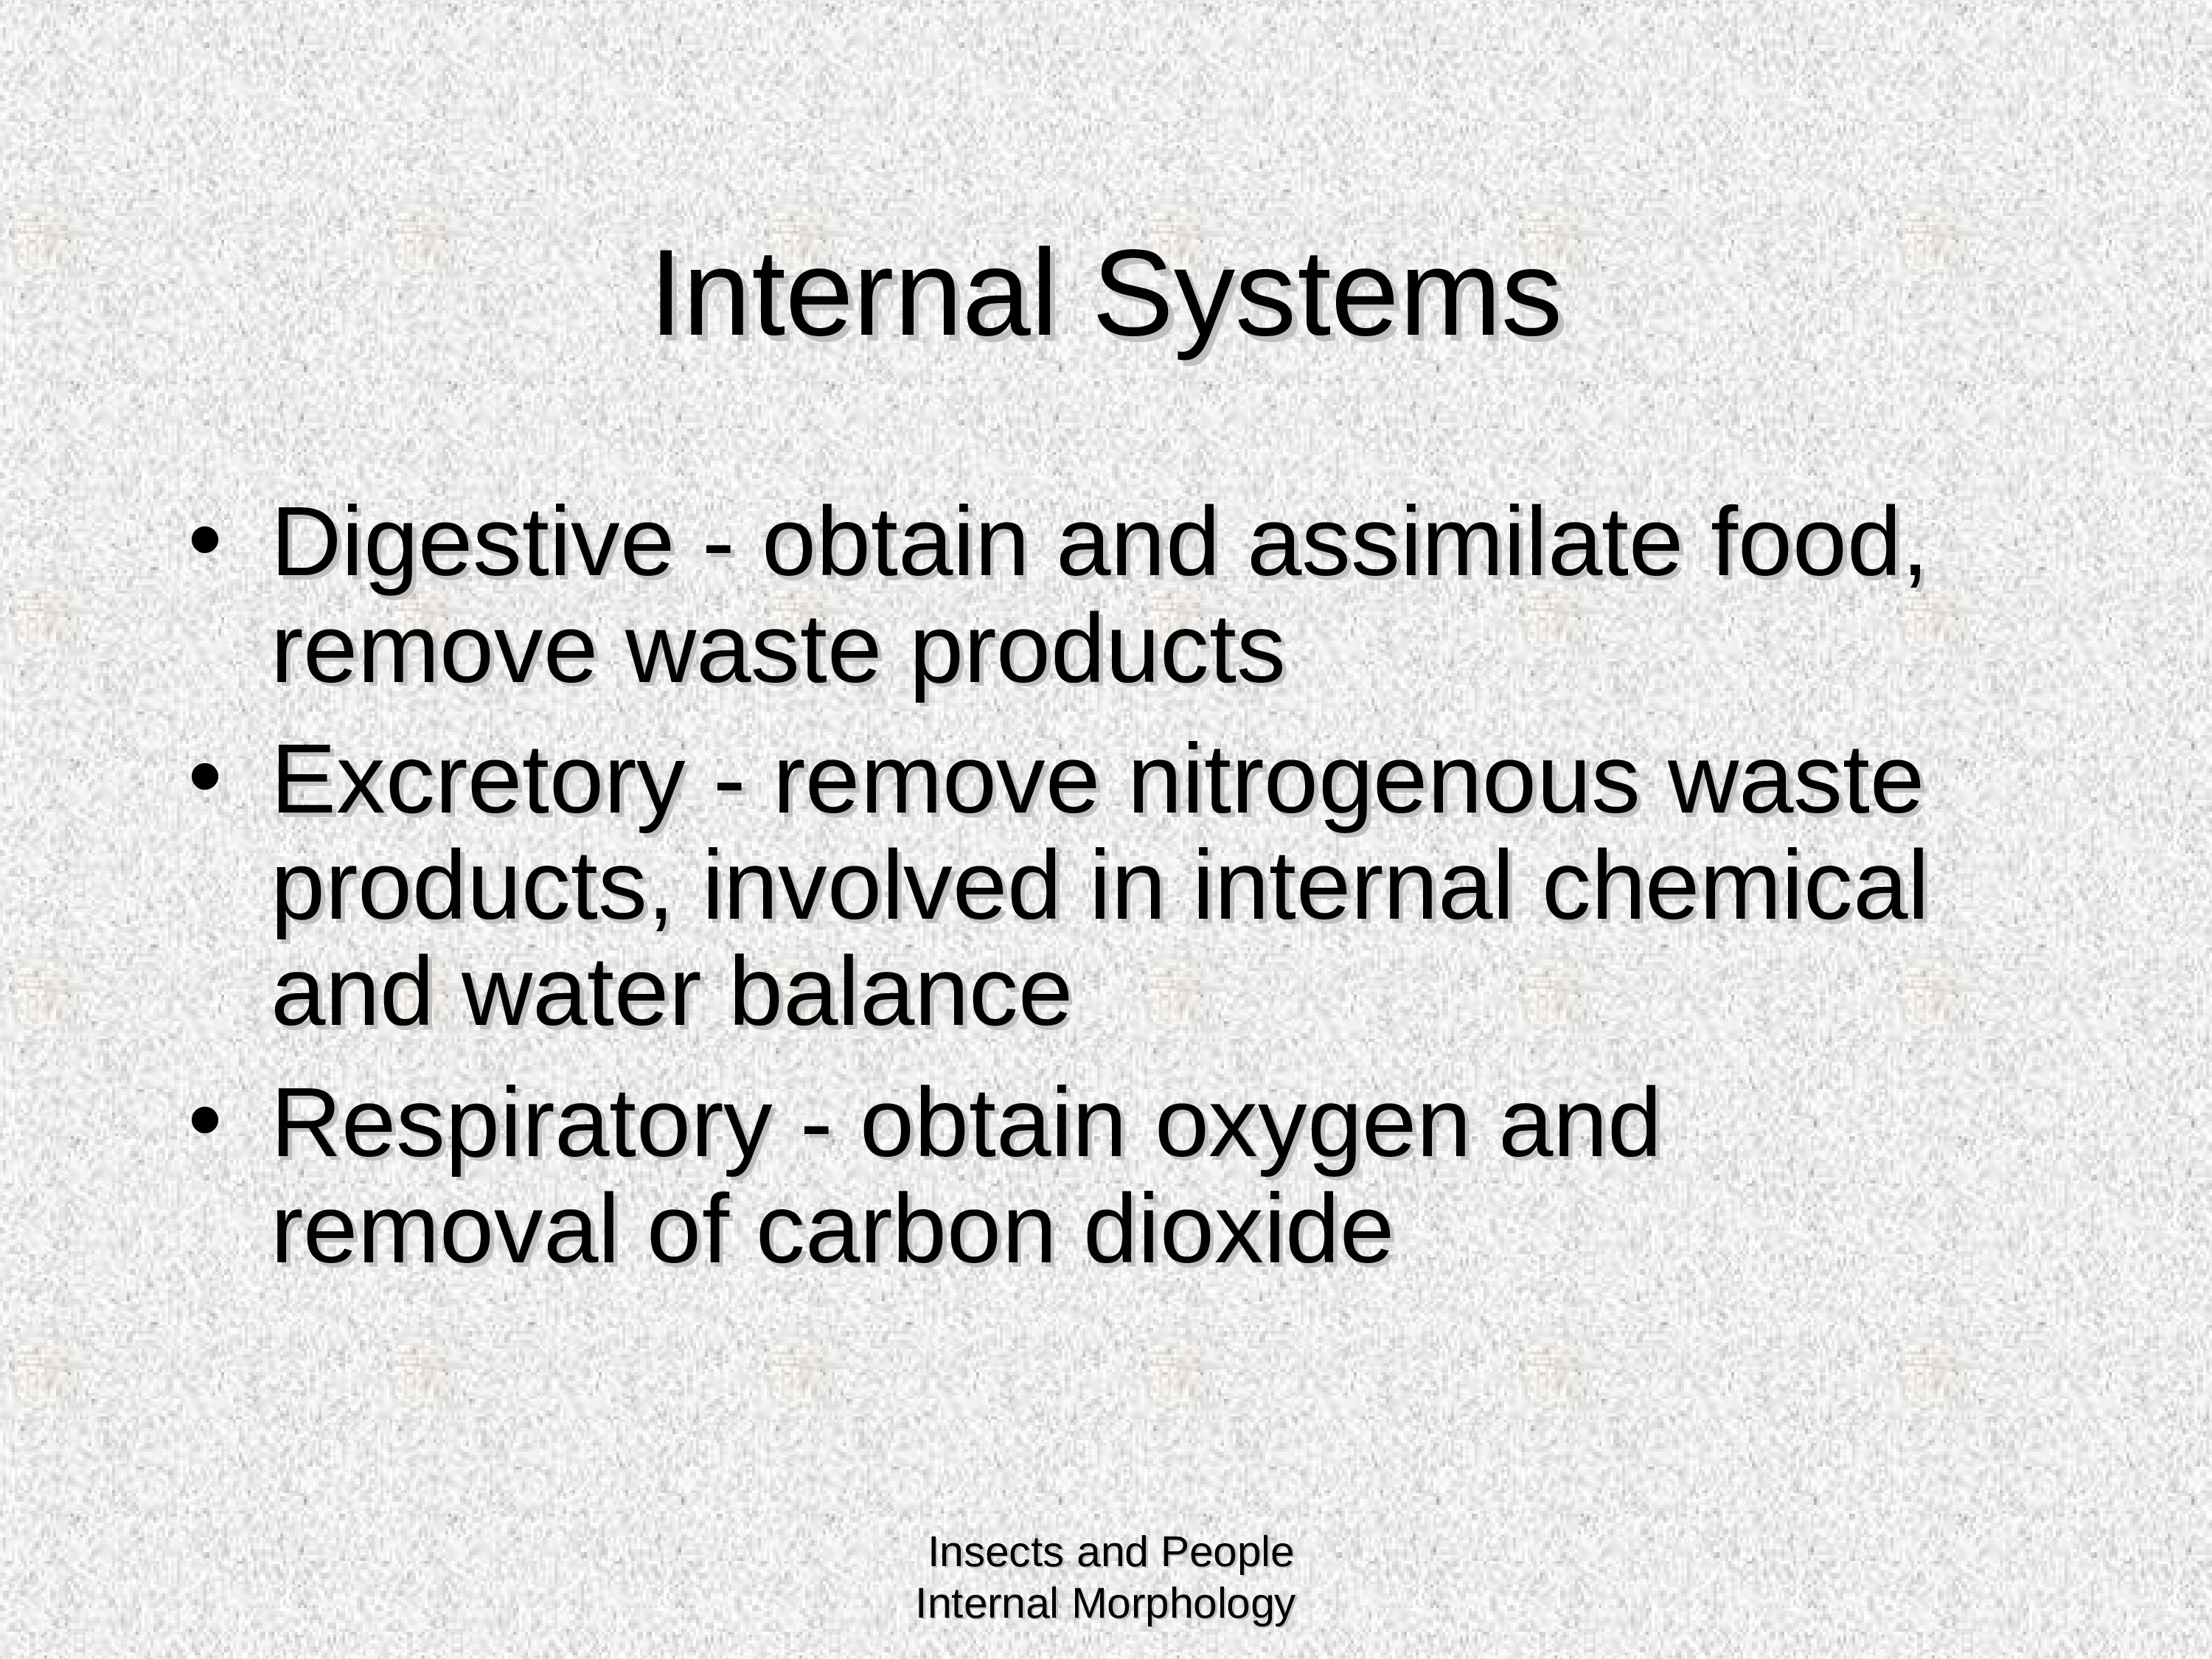 Internal Systems
• Digestive - obtain and assimilate food,
remove waste products
• Excretory - remove nitrogenous waste
products, involved in internal chemical
and water balance
• Respiratory - obtain oxygen and
removal of carbon dioxide
Insects and People
Internal Morphology